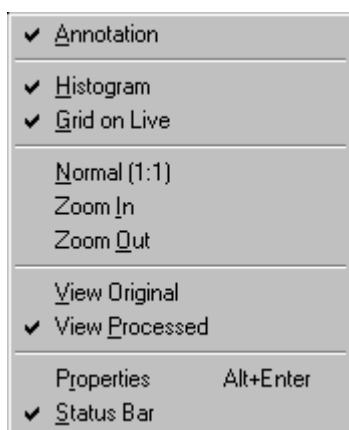 Annotation
Histogram
Grid on Live
Normal (1:1)
Zoom In
Zoom Out
View Original
View Processed
Properties Alt+Enter
Status Bar